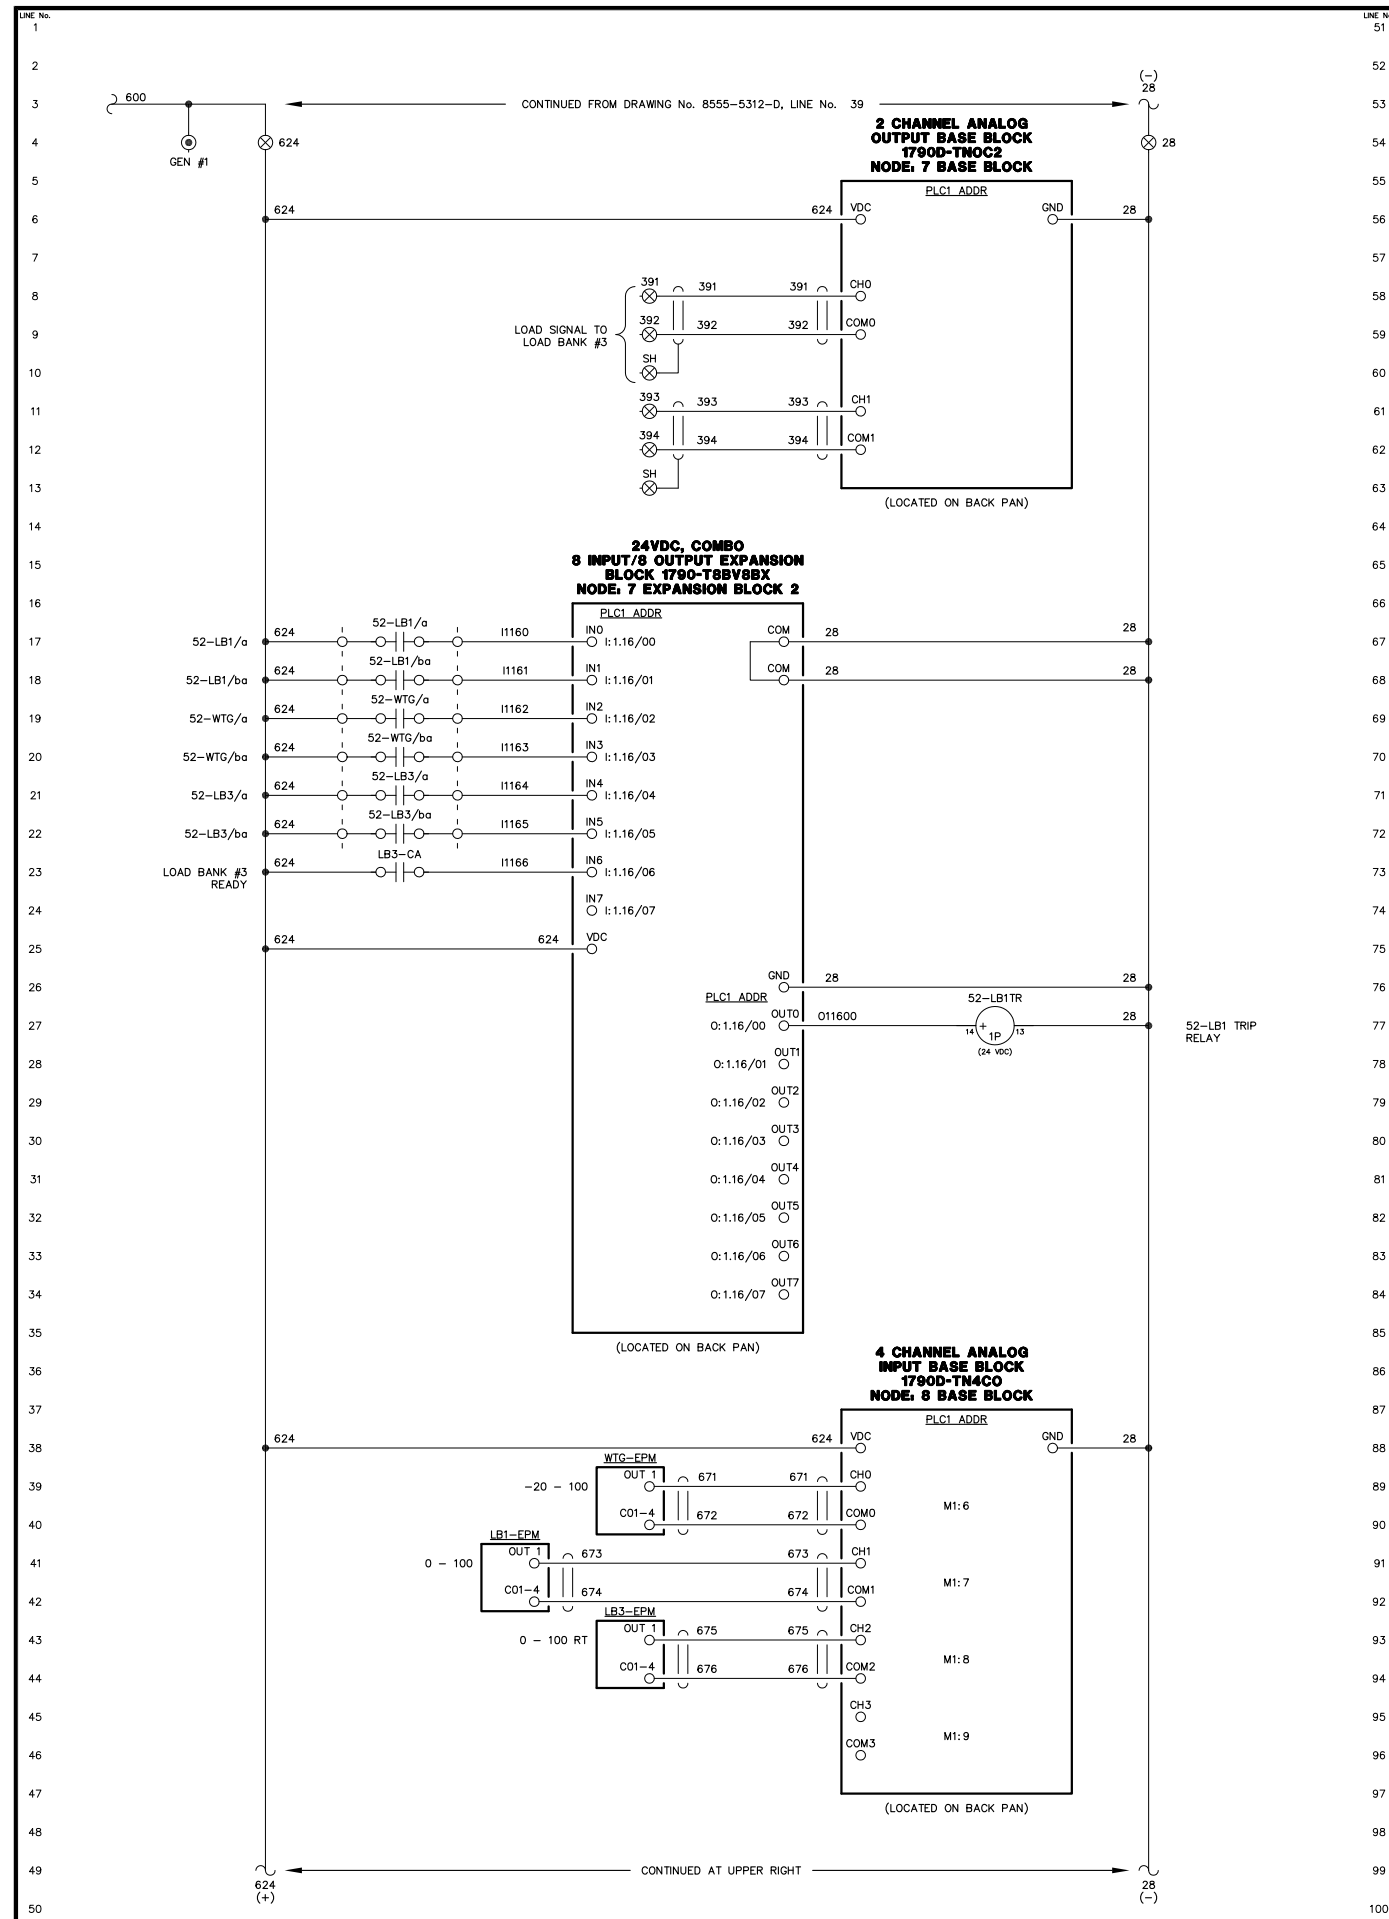 LINE No.
LINE N
1
51
2
52
(-)
28
3
600
CONTINUED FROM DRAWING No. 8555-5312-D, LINE No. 39
53
2 CHANNEL ANALOG
OUTPUT BASE BLOCK
1790D-TNOC2
NODE: 7 BASE BLOCK
4
624
28
54
GEN #1
5
55
PLC1 ADDR
6
624
624
VDC
GND
28
56
7
57
8
391
391
391
CH0
58
LOAD SIGNAL TO
LOAD BANK #3
9
392
392
392
COM0
59
10
SH
60
11
393
393
393
CH1
61
12
394
394
394
COM1
62
13
SH
63
(LOCATED ON BACK PAN)
14
64
24VDC, COMBO
8 INPUT/8 OUTPUT EXPANSION
BLOCK 1790-T8BV8BX
NODE: 7 EXPANSION BLOCK 2
15
65
16
66
PLC1 ADDR
17
52-LB1/a
624
52-LB1/a
I1160
IN0
I:1.16/00
COM
28
28
67
18
52-LB1/ba
624
52-LB1/ba
I1161
IN1
I:1.16/01
COM
28
28
68
19
52-WTG/a
624
52-WTG/a
I1162
IN2
I:1.16/02
69
20
52-WTG/ba
624
52-WTG/ba
I1163
IN3
I:1.16/03
70
21
52-LB3/a
624
52-LB3/a
I1164
IN4
I:1.16/04
71
22
52-LB3/ba
624
52-LB3/ba
I1165
IN5
I:1.16/05
72
23
LOAD BANK #3
READY
624
LB3-CA
I1166
IN6
I:1.16/06
73
24
IN7
I:1.16/07
74
25
624
624
VDC
75
26
GND
28
28
76
PLC1 ADDR
27
O:1.16/00
OUT0
O11600
52-LB1TR
14
+
1P
13
(24 VDC)
28
52-LB1 TRIP
RELAY
77
28
O:1.16/01
OUT1
78
29
O:1.16/02
OUT2
79
30
O:1.16/03
OUT3
80
31
O:1.16/04
OUT4
81
32
O:1.16/05
OUT5
82
33
O:1.16/06
OUT6
83
34
O:1.16/07
OUT7
84
35
85
(LOCATED ON BACK PAN)
4 CHANNEL ANALOG
INPUT BASE BLOCK
1790D-TN4CO
NODE: 8 BASE BLOCK
36
86
37
87
PLC1 ADDR
38
624
624
VDC
GND
28
88
WTG-EPM
39
-20 - 100
OUT 1
671
671
CH0
89
M1:6
40
CO1-4
672
672
COM0
90
LB1-EPM
41
0 - 100
OUT 1
673
673
CH1
91
M1:7
42
CO1-4
674
674
COM1
92
LB3-EPM
43
0 - 100 RT
OUT 1
675
675
CH2
93
M1:8
44
CO1-4
676
676
COM2
94
45
CH3
95
M1:9
46
COM3
96
47
97
(LOCATED ON BACK PAN)
48
98
49
CONTINUED AT UPPER RIGHT
99
624
(+)
28
(-)
50
100